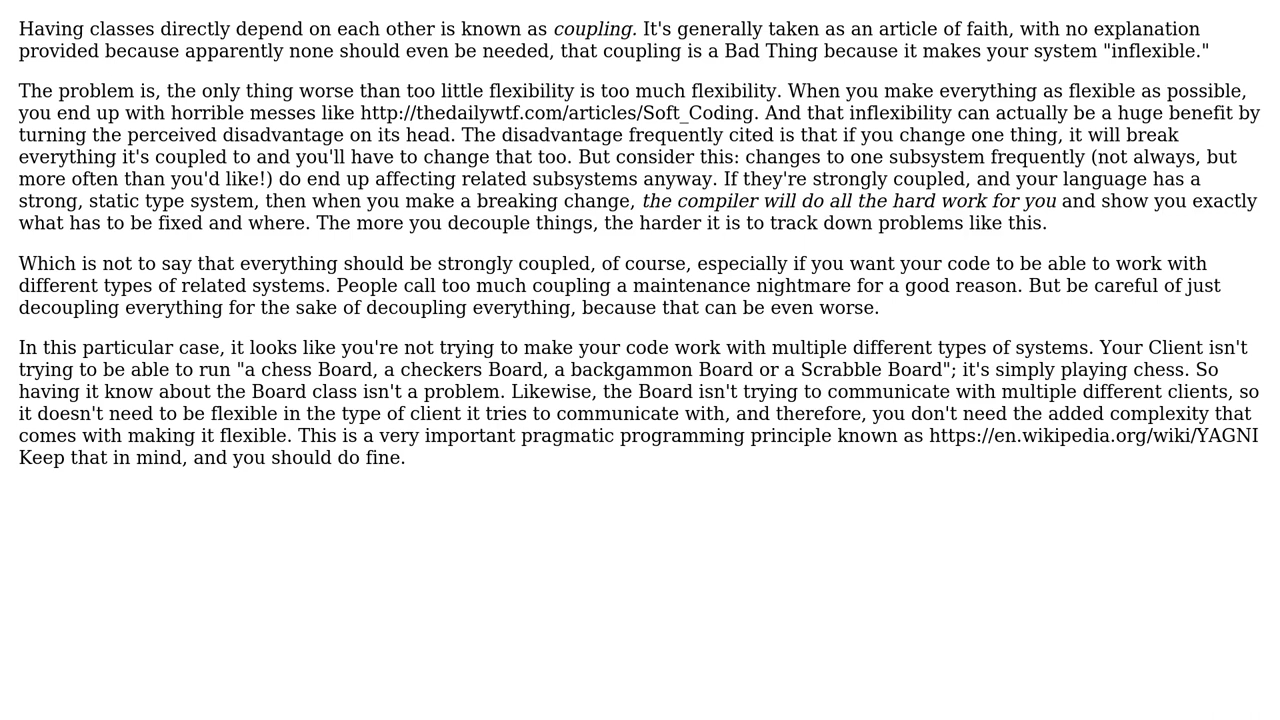 Having classes directly depend on each other is known as coupling. It's generally taken as an article of faith, with no explanation
provided because apparently none should even be needed, that coupling is a Bad Thing because it makes your system "inflexible."
The problem is, the only thing worse than too little flexibility is too much flexibility. When you make everything as flexible as possible,
you end up with horrible messes like http://thedailywtf.com/articles/Soft_Coding. And that inflexibility can actually be a huge benefit by
turning the perceived disadvantage on its head. The disadvantage frequently cited is that if you change one thing, it will break
everything it's coupled to and you'll have to change that too. But consider this: changes to one subsystem frequently (not always, but
more often than you'd like!) do end up affecting related subsystems anyway. If they're strongly coupled, and your language has a
strong, static type system, then when you make a breaking change, the compiler will do all the hard work for you and show you exactly
what has to be fixed and where. The more you decouple things, the harder it is to track down problems like this.
Which is not to say that everything should be strongly coupled, of course, especially if you want your code to be able to work with
different types of related systems. People call too much coupling a maintenance nightmare for a good reason. But be careful of just
decoupling everything for the sake of decoupling everything, because that can be even worse.
In this particular case, it looks like you're not trying to make your code work with multiple different types of systems. Your Client isn't
trying to be able to run "a chess Board, a checkers Board, a backgammon Board or a Scrabble Board"; it's simply playing chess. So
having it know about the Board class isn't a problem. Likewise, the Board isn't trying to communicate with multiple different clients, so
it doesn't need to be flexible in the type of client it tries to communicate with, and therefore, you don't need the added complexity that
comes with making it flexible. This is a very important pragmatic programming principle known as https://en.wikipedia.org/wiki/YAGNI
Keep that in mind, and you should do fine.